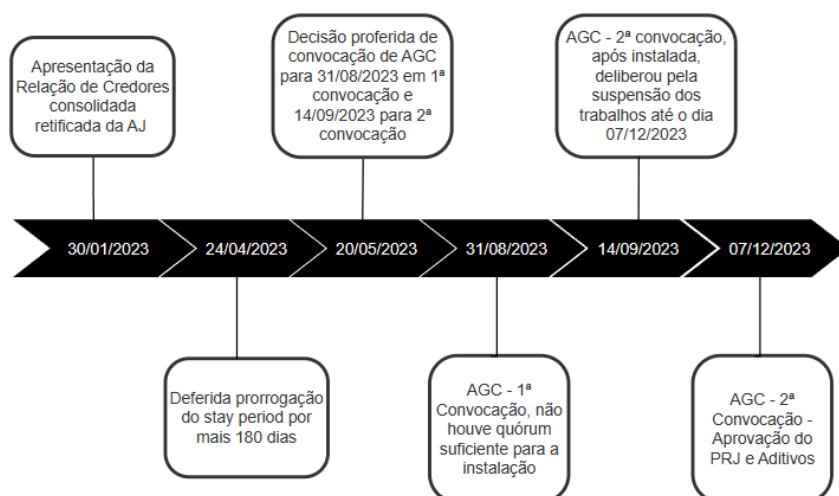 Apresentação da
Relação de Credores
consolidada
retificada da AJ
Decisão proferida de
convocação de AGC
para 31/08/2023 em 1ª
convocação e
14/09/2023 para 2ª
convocação
AGC - 2ª convocação,
após instalada,
deliberou pela
suspensão dos
trabalhos até o dia
07/12/2023
30/01/2023
24/04/2023
20/05/2023
31/08/2023
14/09/2023
07/12/2023
Deferida prorrogação
do stay period por
mais 180 dias
AGC - 1ª
Convocação, não
houve quórum
suficiente para a
instalação
AGC - 2ª
Convocação -
Aprovação do
PRJ e Aditivos